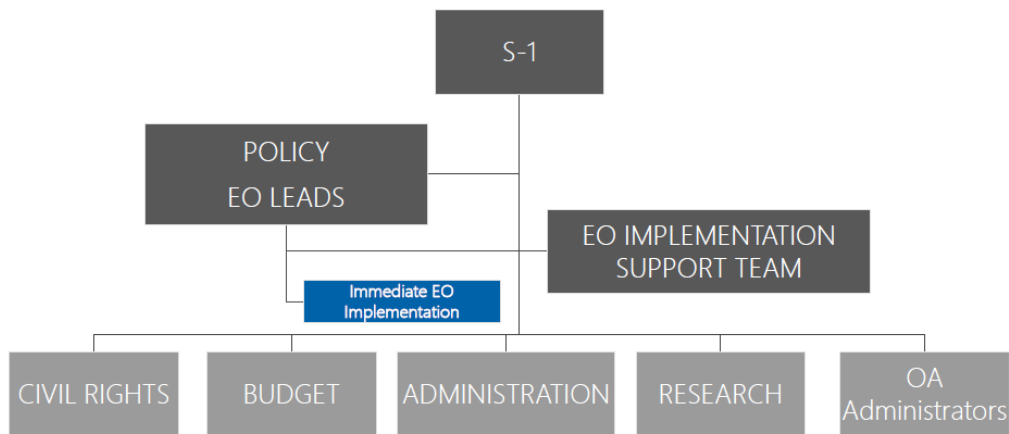 S-1
POLICY
EO LEADS
EO IMPLEMENTATION
SUPPORT TEAM
Immediate EO
Implementation
CIVIL RIGHTS
BUDGET
ADMINISTRATION
RESEARCH
OA
Administrators